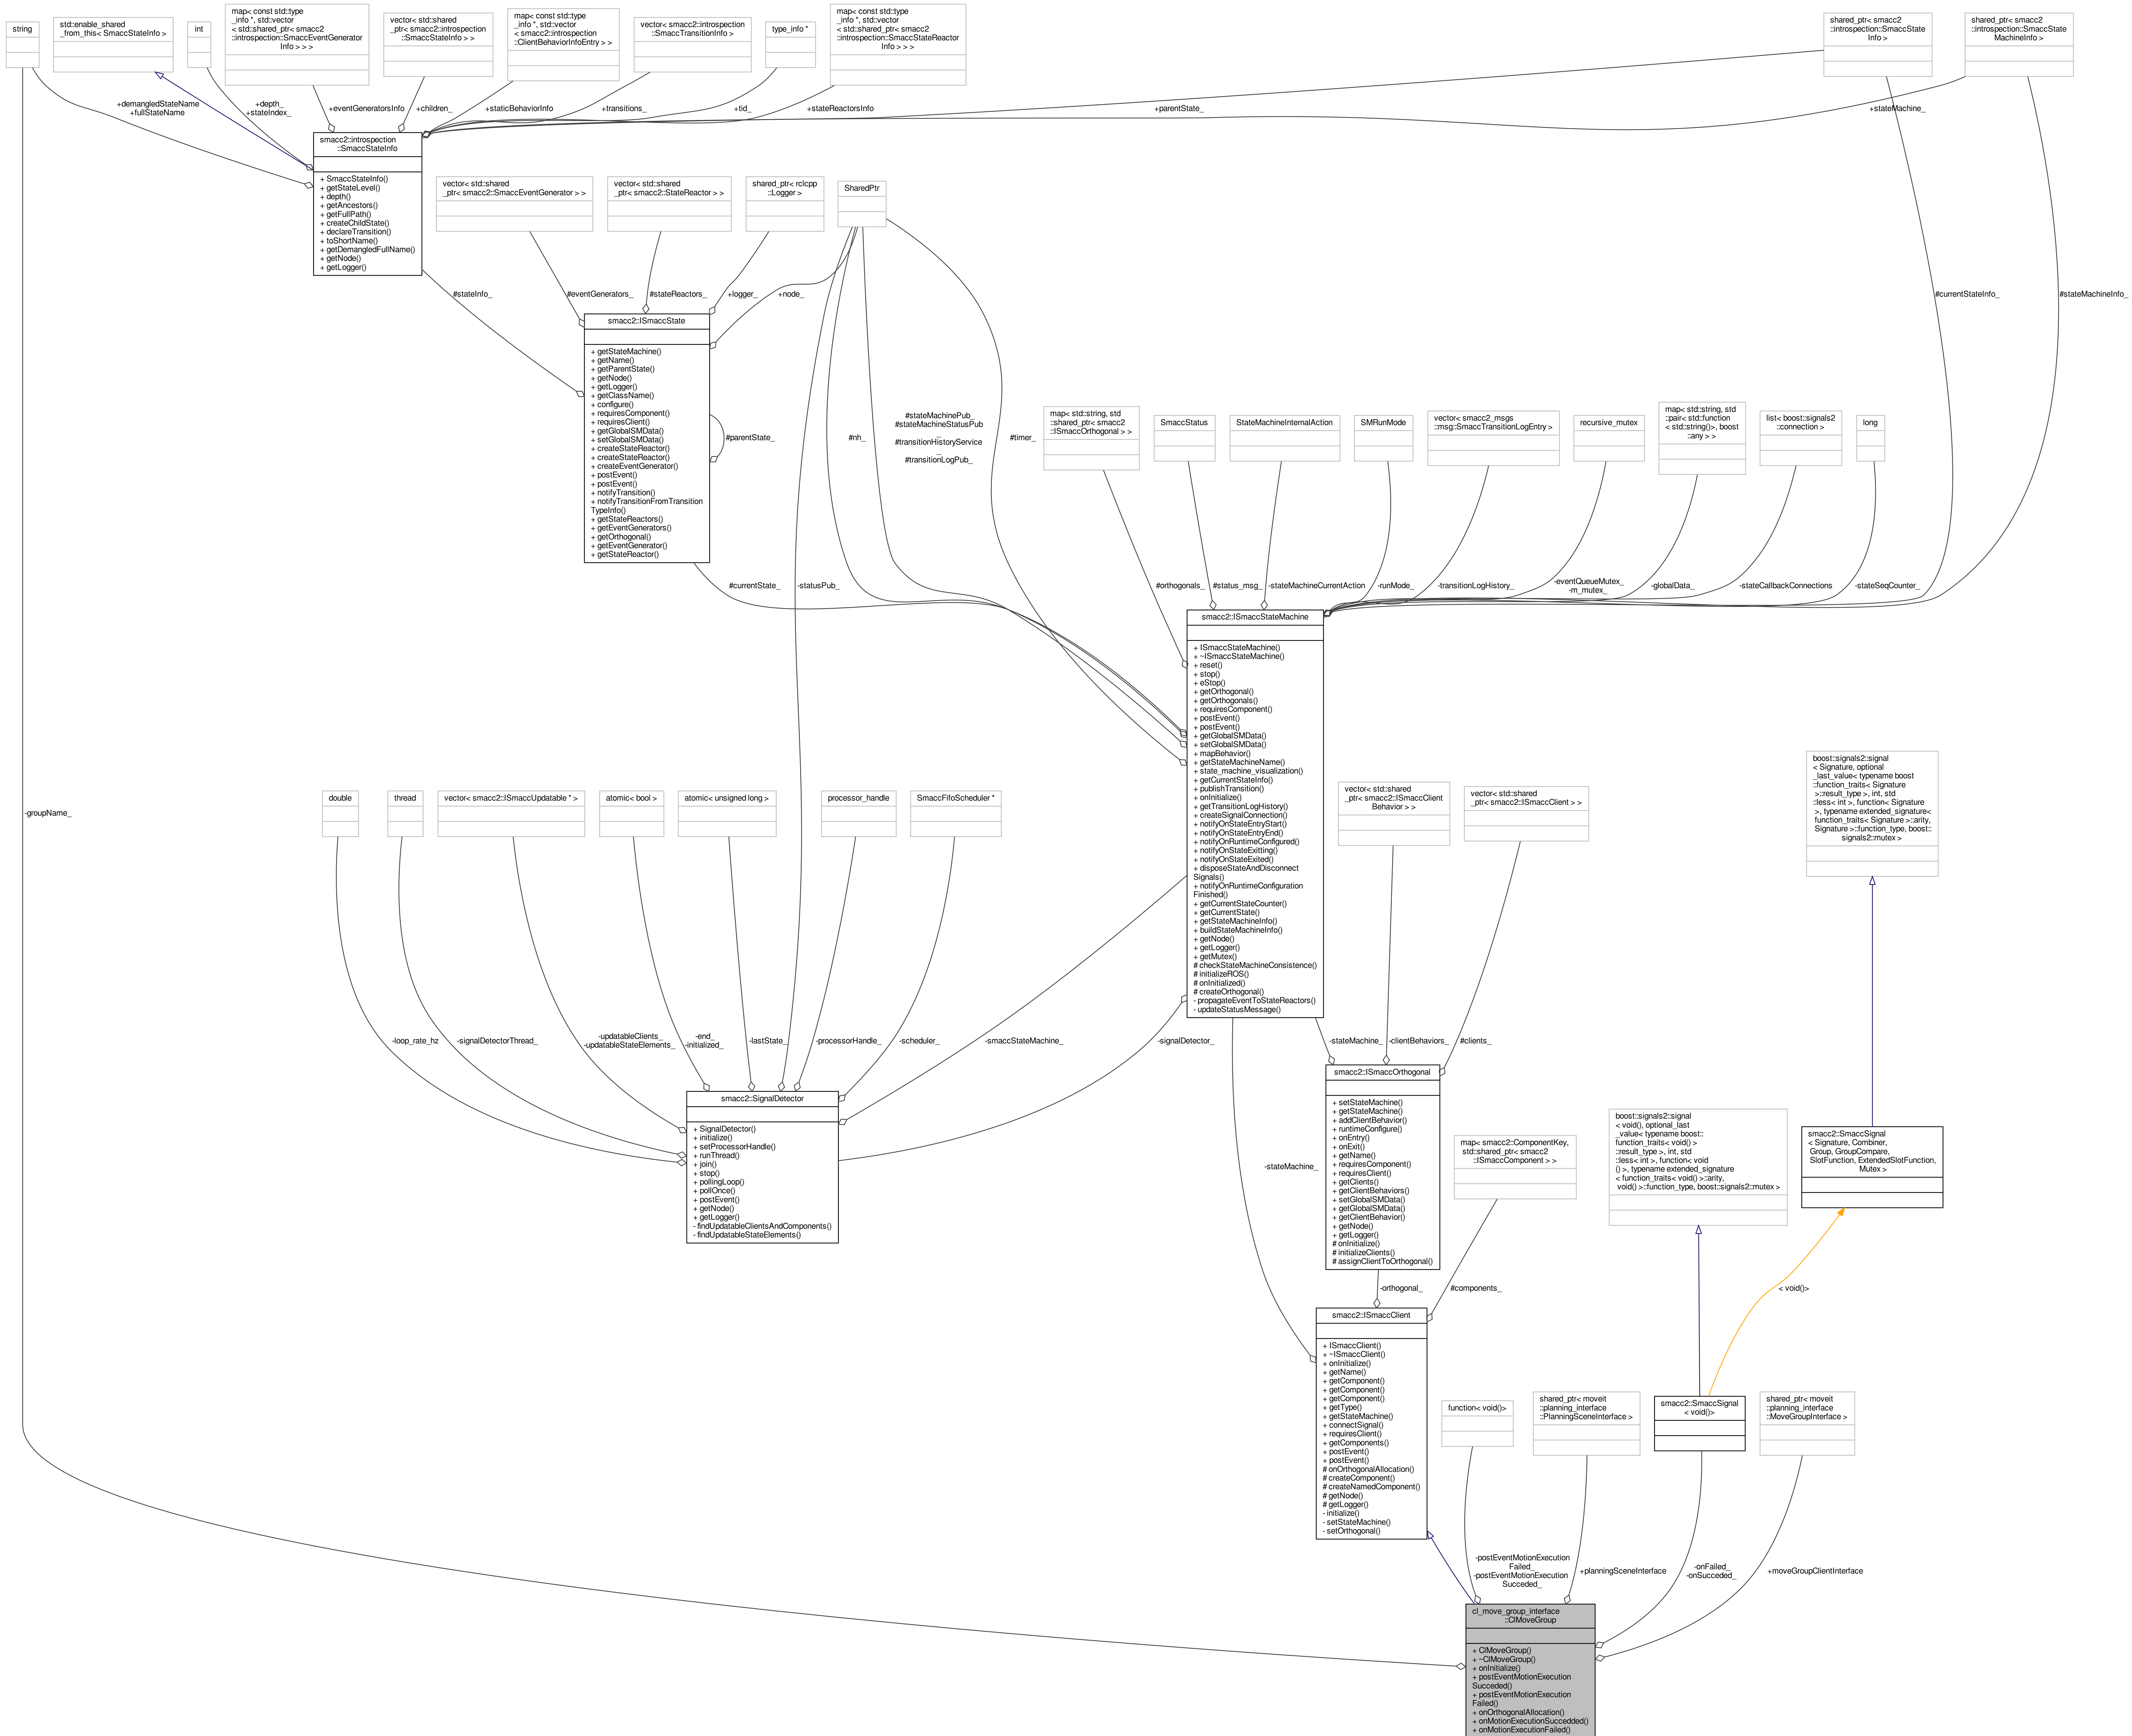 string
std::enable_shared
_from_this< SmaccStateInfo >
int
map< const std::type
_info *, std::vector
< std::shared_ptr< smacc2
::introspection::SmaccEventGenerator
Info > > >
vector< std::shared
_ptr< smacc2::introspection
::SmaccStateInfo > >
map< const std::type
_info *, std::vector
< smacc2::introspection
::ClientBehaviorInfoEntry > >
vector< smacc2::introspection
::SmaccTransitionInfo >
type_info *
map< const std::type
_info *, std::vector
< std::shared_ptr< smacc2
::introspection::SmaccStateReactor
Info > > >
shared_ptr< smacc2
::introspection::SmaccState
Info >
shared_ptr< smacc2
::introspection::SmaccState
MachineInfo >
+demangledStateName
+fullStateName
+depth_
+stateIndex_
+eventGeneratorsInfo
+children_
+staticBehaviorInfo
+transitions_
+tid_
+stateReactorsInfo
+parentState_
+stateMachine_
smacc2::introspection
::SmaccStateInfo
+ SmaccStateInfo()
+ getStateLevel()
+ depth()
+ getAncestors()
+ getFullPath()
+ createChildState()
+ declareTransition()
+ toShortName()
+ getDemangledFullName()
+ getNode()
+ getLogger()
vector< std::shared
_ptr< smacc2::SmaccEventGenerator > >
vector< std::shared
_ptr< smacc2::StateReactor > >
shared_ptr< rclcpp
::Logger >
SharedPtr
#stateInfo_
#eventGenerators_
#stateReactors_
+logger_
+node_
#currentStateInfo_
#stateMachineInfo_
smacc2::ISmaccState
+ getStateMachine()
+ getName()
+ getParentState()
+ getNode()
+ getLogger()
+ getClassName()
+ configure()
+ requiresComponent()
+ requiresClient()
+ getGlobalSMData()
+ setGlobalSMData()
+ createStateReactor()
+ createStateReactor()
+ createEventGenerator()
+ postEvent()
+ postEvent()
+ notifyTransition()
+ notifyTransitionFromTransition
TypeInfo()
+ getStateReactors()
+ getEventGenerators()
+ getOrthogonal()
+ getEventGenerator()
+ getStateReactor()
#parentState_
#nh_
#stateMachinePub_
#stateMachineStatusPub
_
#transitionHistoryService
_
#transitionLogPub_
#timer_
map< std::string, std
::shared_ptr< smacc2
::ISmaccOrthogonal > >
SmaccStatus
StateMachineInternalAction
SMRunMode
vector< smacc2_msgs
::msg::SmaccTransitionLogEntry >
recursive_mutex
map< std::string, std
::pair< std::function
< std::string()>, boost
::any > >
list< boost::signals2
::connection >
long
#currentState_
-statusPub_
#orthogonals_
#status_msg_
-stateMachineCurrentAction
-runMode_
-transitionLogHistory_
-eventQueueMutex_
-m_mutex_
-globalData_
-stateCallbackConnections
-stateSeqCounter_
smacc2::ISmaccStateMachine
+ ISmaccStateMachine()
+ ~ISmaccStateMachine()
+ reset()
+ stop()
+ eStop()
+ getOrthogonal()
+ getOrthogonals()
+ requiresComponent()
+ postEvent()
+ postEvent()
+ getGlobalSMData()
+ setGlobalSMData()
+ mapBehavior()
+ getStateMachineName()
+ state_machine_visualization()
+ getCurrentStateInfo()
+ publishTransition()
+ onInitialize()
+ getTransitionLogHistory()
+ createSignalConnection()
+ notifyOnStateEntryStart()
+ notifyOnStateEntryEnd()
+ notifyOnRuntimeConfigured()
+ notifyOnStateExitting()
+ notifyOnStateExited()
+ disposeStateAndDisconnect
Signals()
+ notifyOnRuntimeConfiguration
Finished()
+ getCurrentStateCounter()
+ getCurrentState()
+ getStateMachineInfo()
+ buildStateMachineInfo()
+ getNode()
+ getLogger()
+ getMutex()
# checkStateMachineConsistence()
# initializeROS()
# onInitialized()
# createOrthogonal()
- propagateEventToStateReactors()
- updateStatusMessage()
-groupName_
double
thread
vector< smacc2::ISmaccUpdatable * >
atomic< bool >
atomic< unsigned long >
processor_handle
SmaccFifoScheduler *
vector< std::shared
_ptr< smacc2::ISmaccClient
Behavior > >
vector< std::shared
_ptr< smacc2::ISmaccClient > >
boost::signals2::signal
< Signature, optional
_last_value< typename boost
::function_traits< Signature
>::result_type >, int, std
::less< int >, function< Signature
>, typename extended_signature<
function_traits< Signature >::arity,
Signature >::function_type, boost::
signals2::mutex >
-loop_rate_hz
-signalDetectorThread_
-updatableClients_
-updatableStateElements_
-end_
-initialized_
-lastState_
-processorHandle_
-scheduler_
-smaccStateMachine_
-signalDetector_
-stateMachine_
-clientBehaviors_
#clients_
smacc2::SignalDetector
+ SignalDetector()
+ initialize()
+ setProcessorHandle()
+ runThread()
+ join()
+ stop()
+ pollingLoop()
+ pollOnce()
+ postEvent()
+ getNode()
+ getLogger()
- findUpdatableClientsAndComponents()
- findUpdatableStateElements()
smacc2::ISmaccOrthogonal
+ setStateMachine()
+ getStateMachine()
+ addClientBehavior()
+ runtimeConfigure()
+ onEntry()
+ onExit()
+ getName()
+ requiresComponent()
+ requiresClient()
+ getClients()
+ getClientBehaviors()
+ setGlobalSMData()
+ getGlobalSMData()
+ getClientBehavior()
+ getNode()
+ getLogger()
# onInitialize()
# initializeClients()
# assignClientToOrthogonal()
map< smacc2::ComponentKey,
std::shared_ptr< smacc2
::ISmaccComponent > >
boost::signals2::signal
< void(), optional_last
_value< typename boost::
function_traits< void() >
::result_type >, int, std
::less< int >, function< void
() >, typename extended_signature
< function_traits< void() >::arity,
void() >::function_type, boost::signals2::mutex >
smacc2::SmaccSignal
< Signature, Combiner,
Group, GroupCompare,
SlotFunction, ExtendedSlotFunction,
Mutex >
-stateMachine_
-orthogonal_
#components_
< void()>
smacc2::ISmaccClient
+ ISmaccClient()
+ ~ISmaccClient()
+ onInitialize()
+ getName()
+ getComponent()
+ getComponent()
+ getComponent()
+ getType()
+ getStateMachine()
+ connectSignal()
+ requiresClient()
+ getComponents()
+ postEvent()
+ postEvent()
# onOrthogonalAllocation()
# createComponent()
# createNamedComponent()
# getNode()
# getLogger()
- initialize()
- setStateMachine()
- setOrthogonal()
function< void()>
shared_ptr< moveit
::planning_interface
::PlanningSceneInterface >
smacc2::SmaccSignal
< void()>
shared_ptr< moveit
::planning_interface
::MoveGroupInterface >
-postEventMotionExecution
Failed_
-postEventMotionExecution
Succeded_
+planningSceneInterface
-onFailed_
-onSucceded_
+moveGroupClientInterface
cl_move_group_interface
::ClMoveGroup
+ ClMoveGroup()
+ ~ClMoveGroup()
+ onInitialize()
+ postEventMotionExecution
Succeded()
+ postEventMotionExecution
Failed()
+ onOrthogonalAllocation()
+ onMotionExecutionSuccedded()
+ onMotionExecutionFailed()